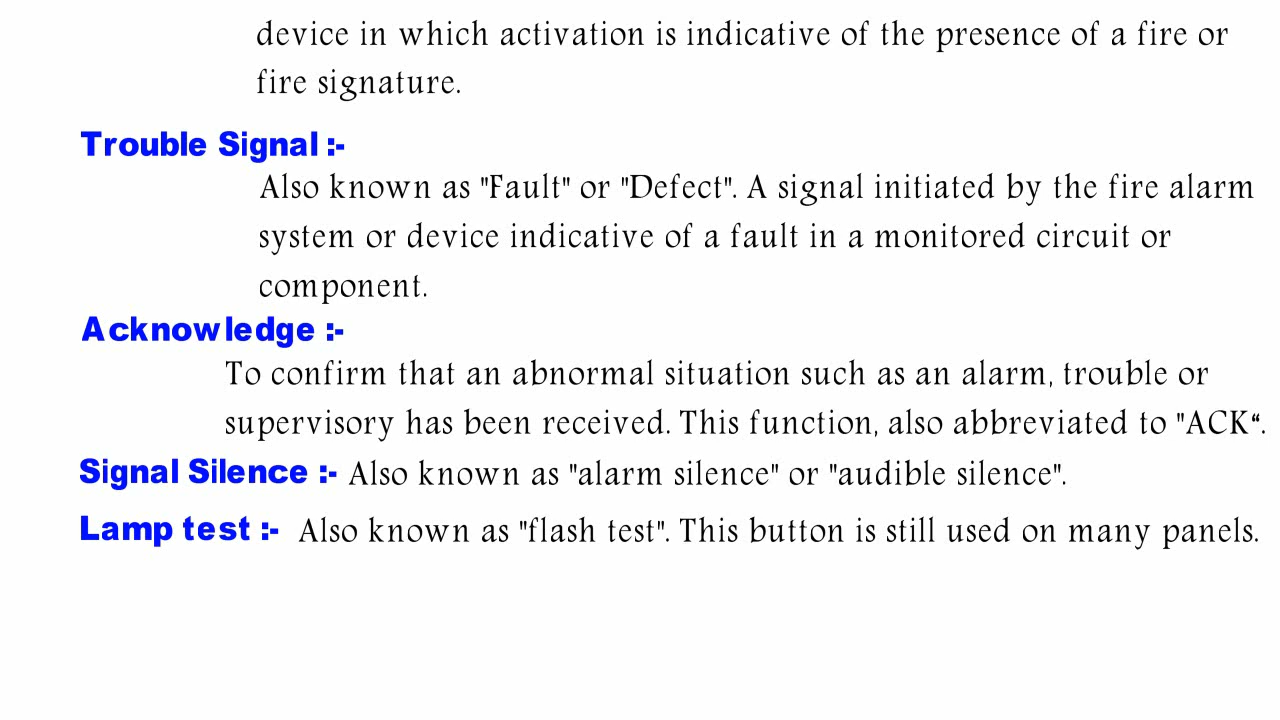 device in which activation is indicative of the presence of a fire or
fire signature.
Trouble Signal :-
Also known as "Fault" or "Defect". A signal initiated by the fire alarm
system or device indicative of a fault in a monitored circuit or
component.
Acknowledge :-
To confirm that an abnormal situation such as an alarm, trouble or
supervisory has been received. This function, also abbreviated to "ACK“.
Signal Silence :- Also known as "alarm silence" or "audible silence".
Lamp test :- Also known as "flash test". This button is still used on many panels.